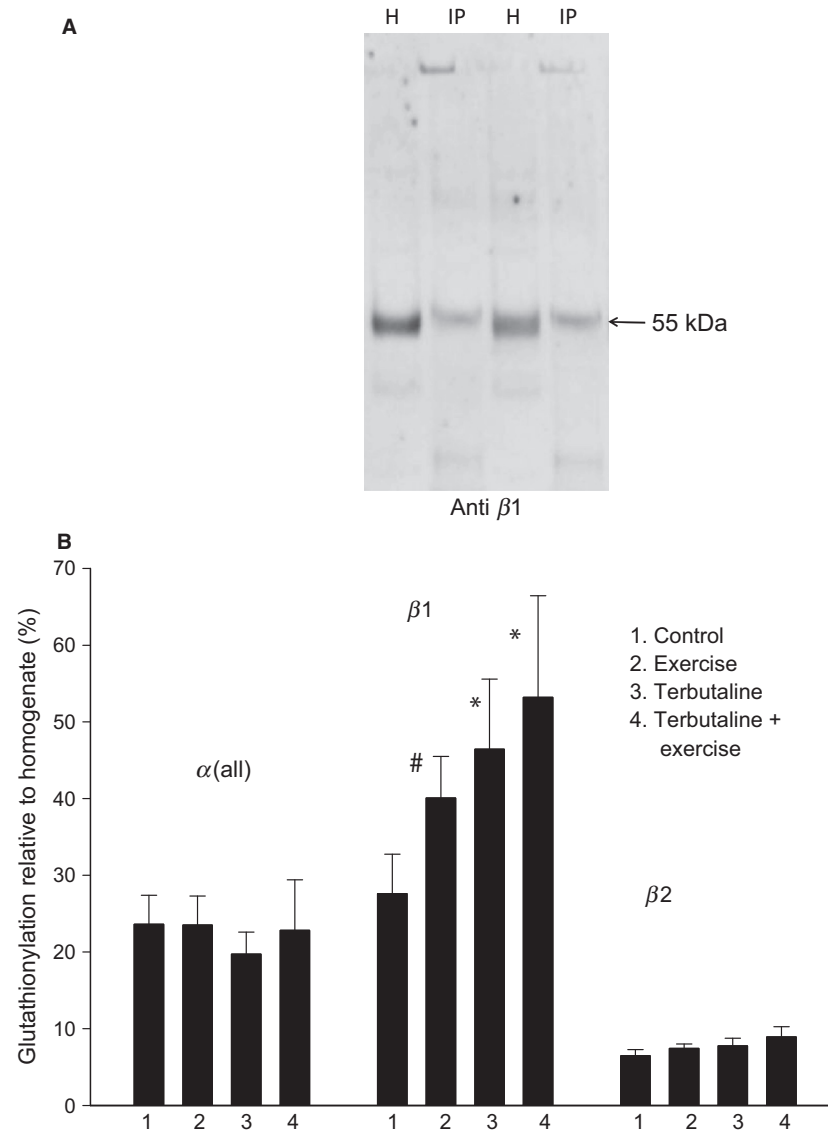 A
H IP H IP
55 kDa
Anti β1
B
Glutathionylation relative to homogenate (%)
70
60
50
40
30
20
10
0
α(all)
β1
β2
#
*
*
1. Control
2. Exercise
3. Terbutaline
4. Terbutaline +
exercise
1 2 3 4 1 2 3 4 1 2 3 4